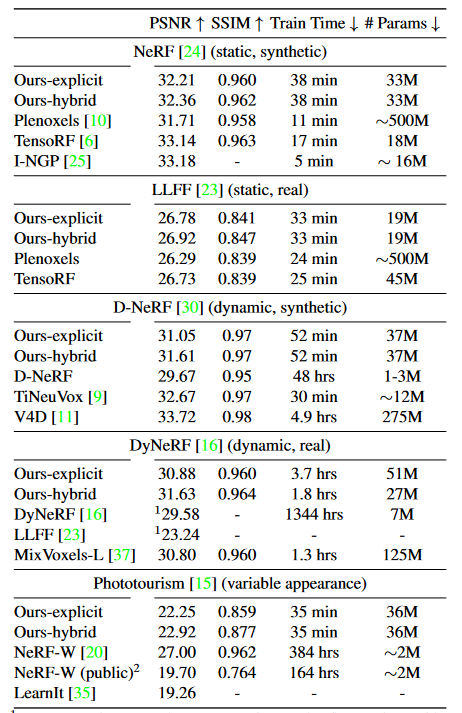 PSNR ↑ SSIM ↑ Train Time ↓ # Params ↓
NeRF [24] (static, synthetic)
Ours-explicit 32.21 0.960 38 min 33M
Ours-hybrid 32.36 0.962 38 min 33M
Plenoxels [10] 31.71 0.958 11 min ∼500M
TensoRF [6] 33.14 0.963 17 min 18M
I-NGP [25] 33.18 - 5 min ∼ 16M
LLFF [23] (static, real)
Ours-explicit 26.78 0.841 33 min 19M
Ours-hybrid 26.92 0.847 33 min 19M
Plenoxels 26.29 0.839 24 min ∼500M
TensoRF 26.73 0.839 25 min 45M
D-NeRF [30] (dynamic, synthetic)
Ours-explicit 31.05 0.97 52 min 37M
Ours-hybrid 31.61 0.97 52 min 37M
D-NeRF 29.67 0.95 48 hrs 1-3M
TiNeuVox [9] 32.67 0.97 30 min ∼12M
V4D [11] 33.72 0.98 4.9 hrs 275M
DyNeRF [16] (dynamic, real)
Ours-explicit 30.88 0.960 3.7 hrs 51M
Ours-hybrid 31.63 0.964 1.8 hrs 27M
DyNeRF [16] ¹29.58 - 1344 hrs 7M
LLFF [23] ¹23.24 - - -
MixVoxels-L [37] 30.80 0.960 1.3 hrs 125M
Phototourism [15] (variable appearance)
Ours-explicit 22.25 0.859 35 min 36M
Ours-hybrid 22.92 0.877 35 min 36M
NeRF-W [20] 27.00 0.962 384 hrs ∼2M
NeRF-W (public)² 19.70 0.764 164 hrs ∼2M
LearnIt [35] 19.26 - - -